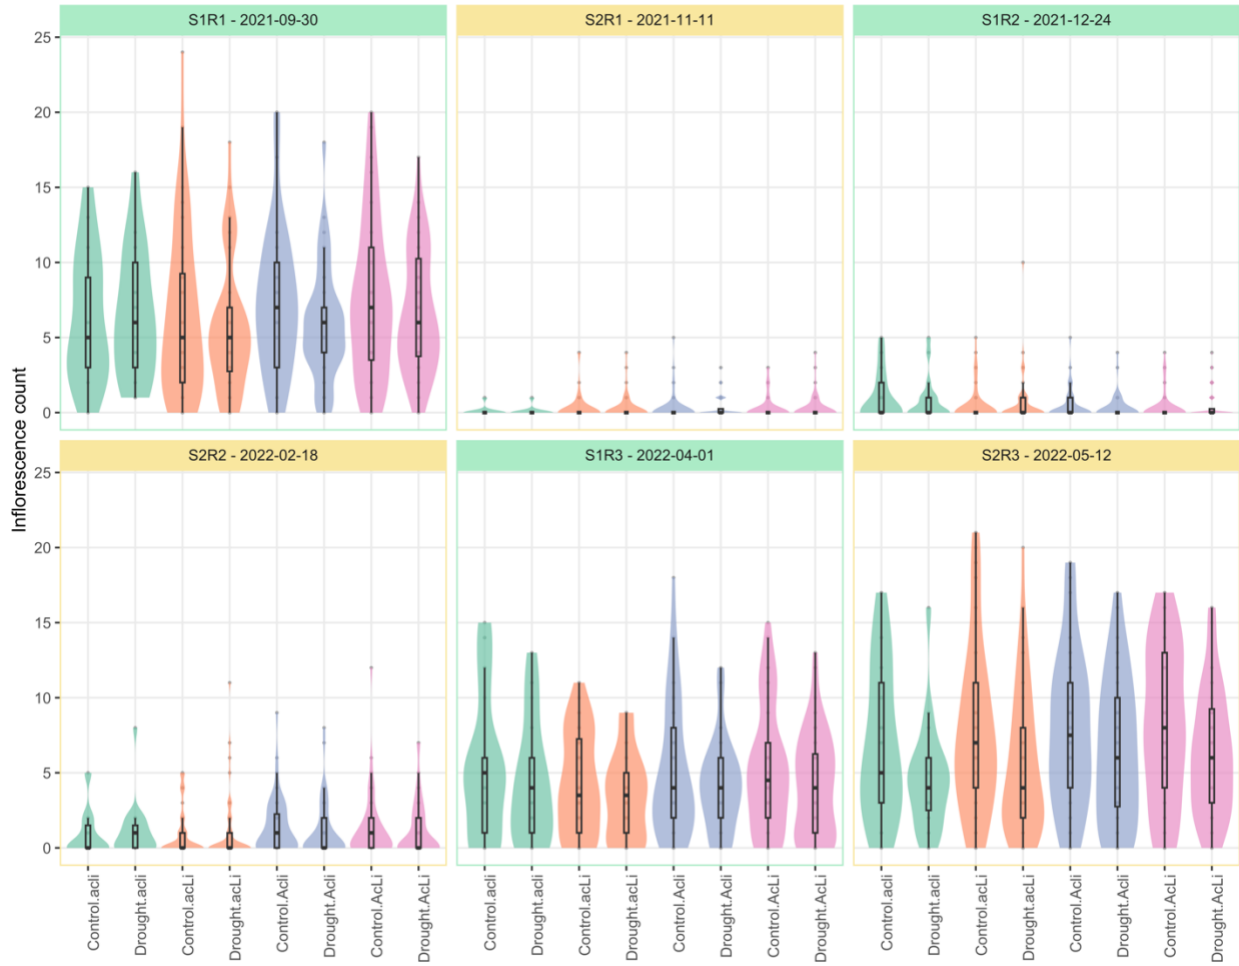 S1R1 - 2021-09-30
S2R1 - 2021-11-11
S1R2 - 2021-12-24
25
20
15
10
5
0
S2R2 - 2022-02-18
S1R3 - 2022-04-01
S2R3 - 2022-05-12
25
20
15
10
5
0
Inflorescence count
Control.acli
Drought.acli
Control.acLi
Drought.acLi
Control.Acli
Drought.Acli
Control.AcLi
Drought.AcLi
Control.acli
Drought.acli
Control.acLi
Drought.acLi
Control.Acli
Drought.Acli
Control.AcLi
Drought.AcLi
Control.acli
Drought.acli
Control.acLi
Drought.acLi
Control.Acli
Drought.Acli
Control.AcLi
Drought.AcLi